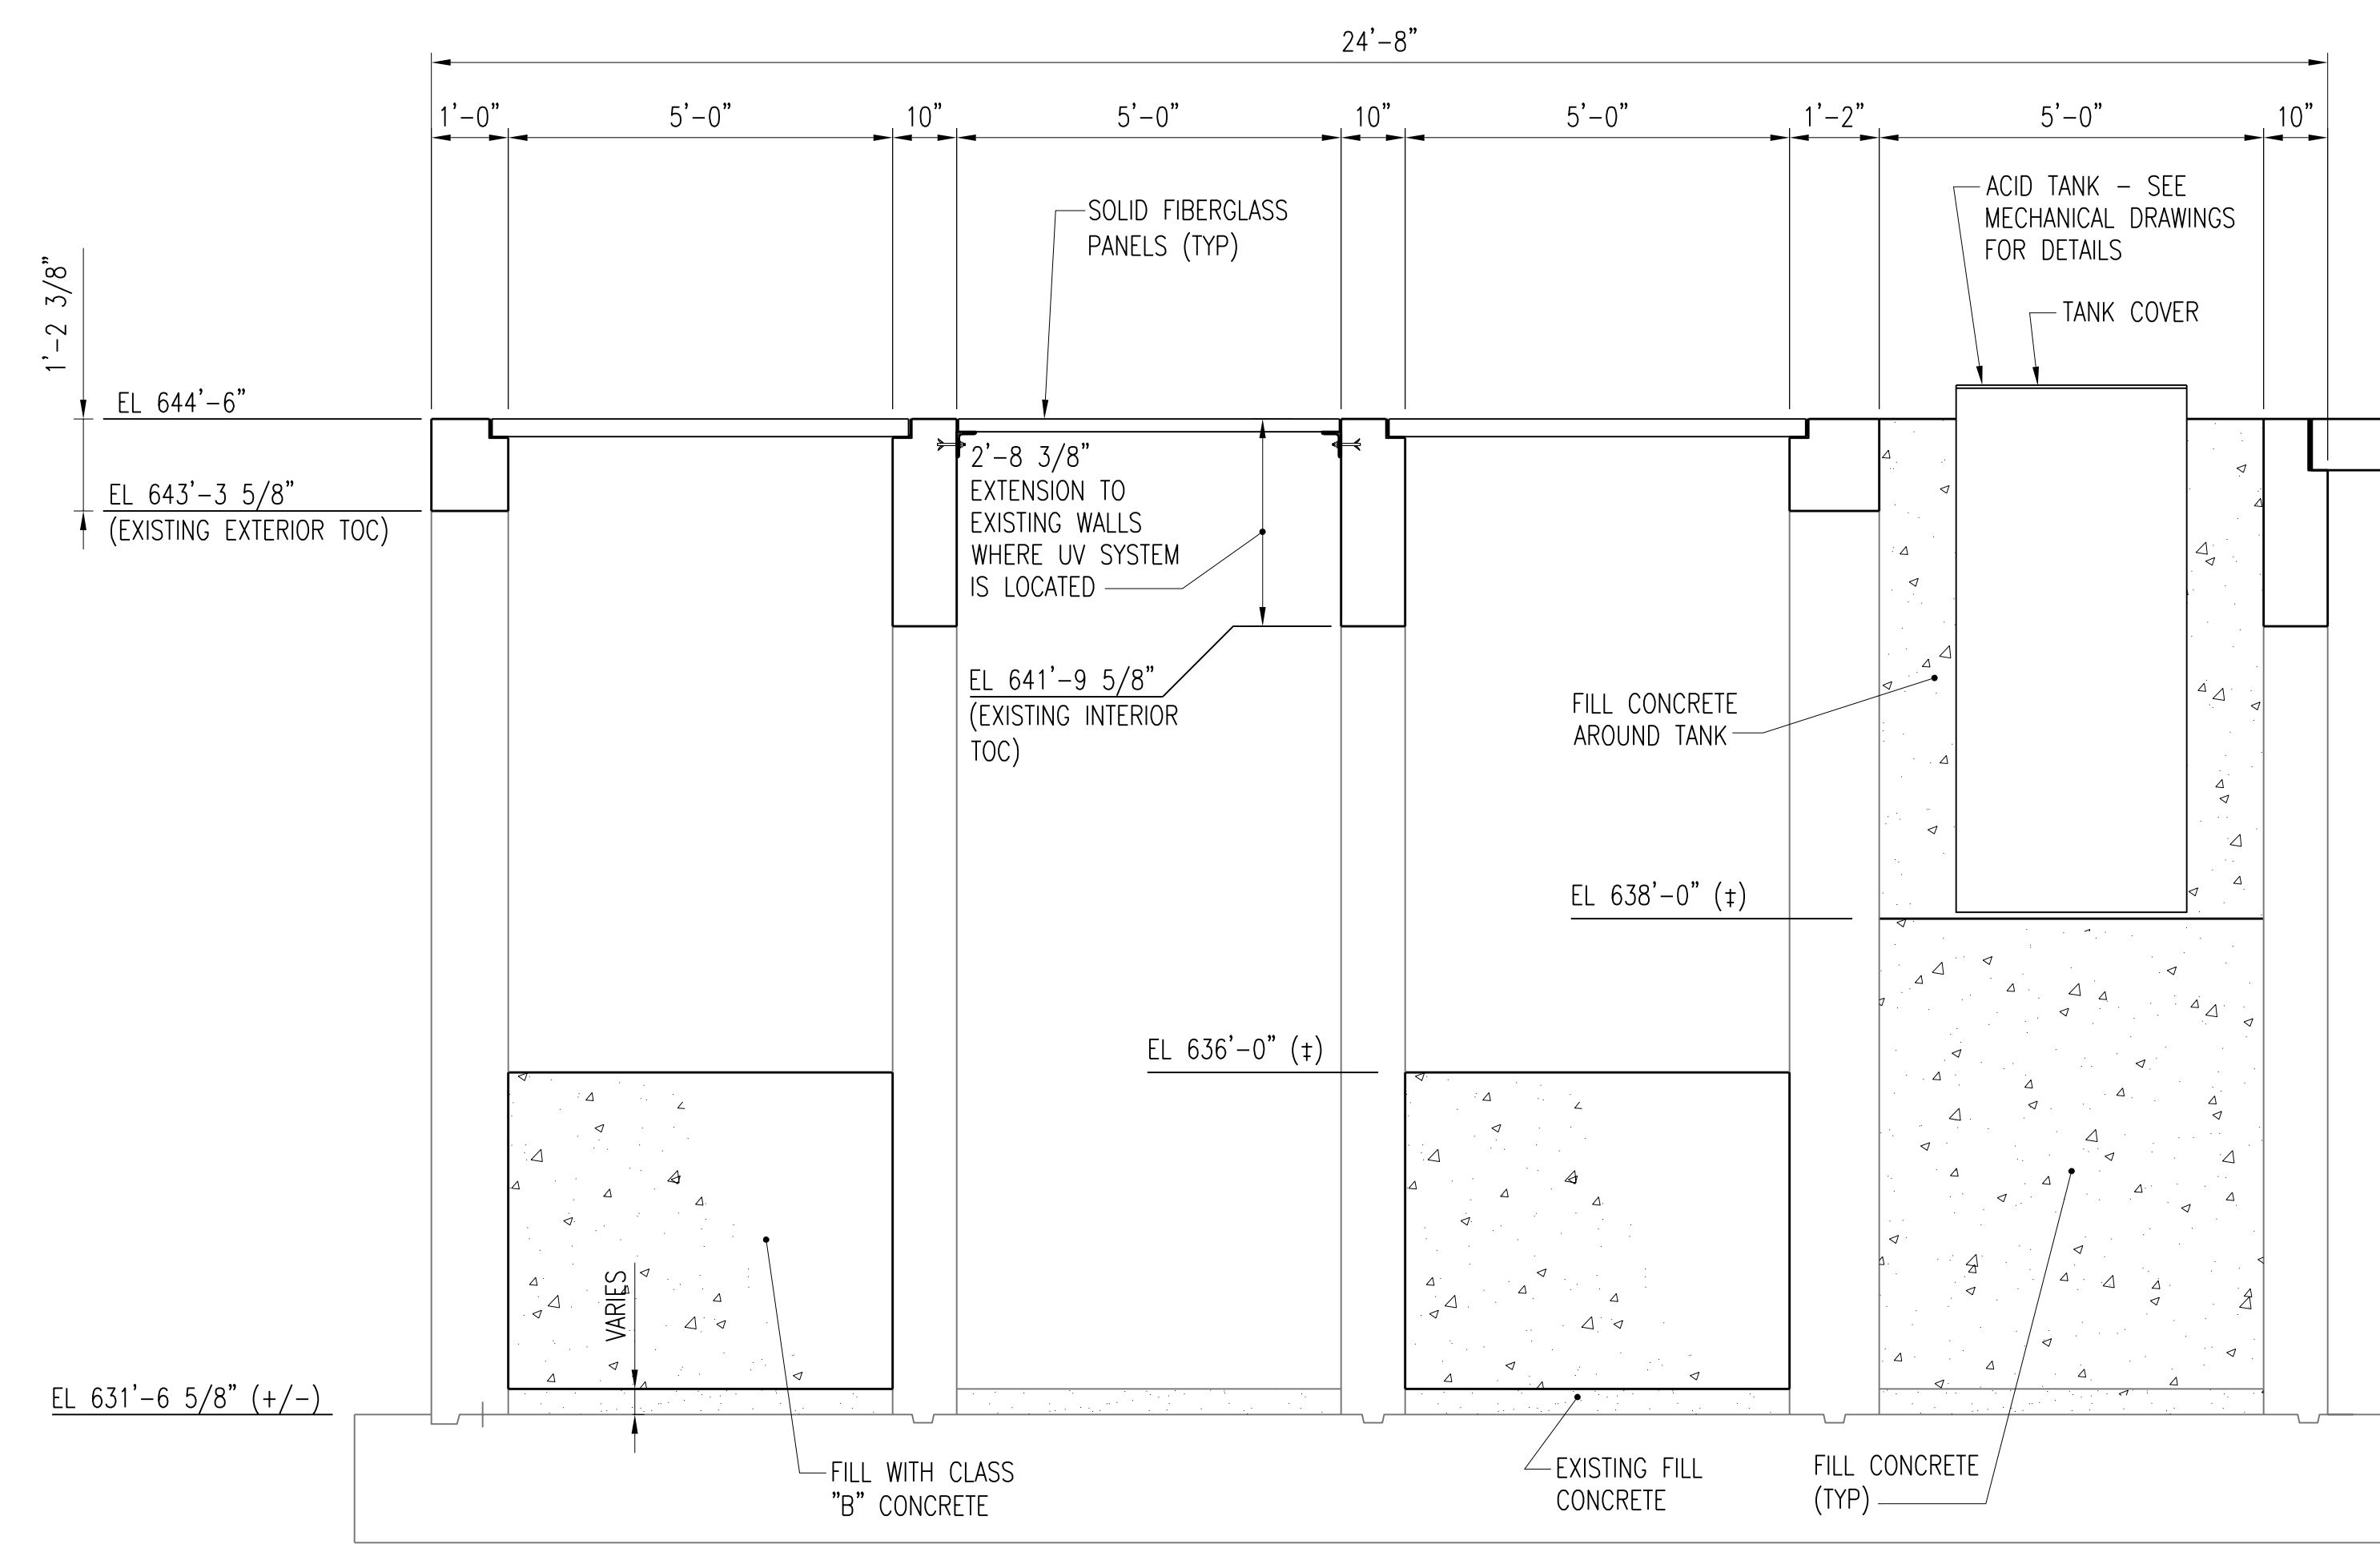 24'-8"
1'-0" 5'-0" 10" 5'-0" 10" 5'-0" 1'-2" 5'-0" 10"
ACID TANK - SEE
MECHANICAL DRAWINGS
FOR DETAILS
SOLID FIBERGLASS
PANELS (TYP)
TANK COVER
1'-2 3/8"
EL 644'-6"
EL 643'-3 5/8"
(EXISTING EXTERIOR TOC)
2'-8 3/8"
EXTENSION TO
EXISTING WALLS
WHERE UV SYSTEM
IS LOCATED
EL 641'-9 5/8"
(EXISTING INTERIOR
TOC)
FILL CONCRETE
AROUND TANK
EL 638'-0" (‡)
EL 636'-0" (‡)
VARIES
EL 631'-6 5/8" (+/-)
FILL WITH CLASS
"B" CONCRETE
EXISTING FILL
CONCRETE
FILL CONCRETE
(TYP)